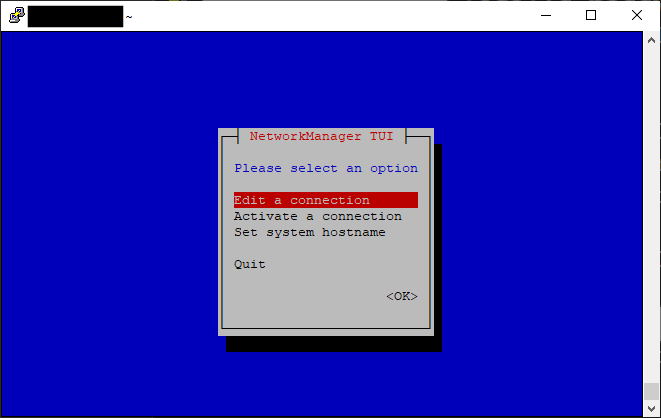 ~
NetworkManager TUI
Please select an option
Edit a connection
Activate a connection
Set system hostname
Quit
<OK>